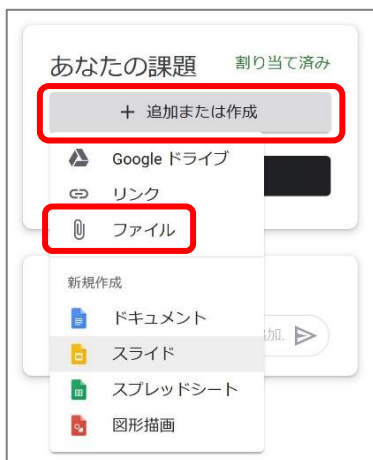 あなたの課題 割り当て済み
+ 追加または作成
Google ドライブ
リンク
ファイル
新規作成
ドキュメント
追加.
スライド
スプレッドシート
図形描画